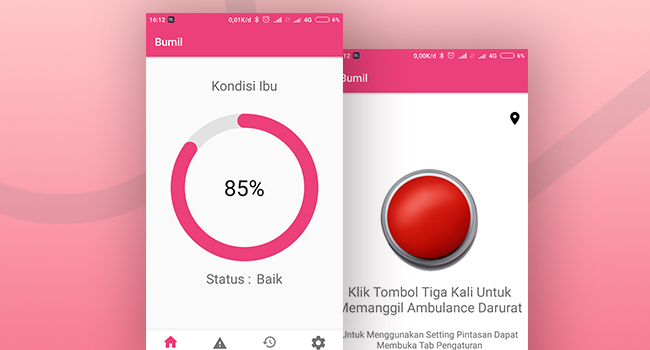 16:12
0,01K/d
4G
6%
Bumil
Kondisi Ibu
85%
Status : Baik
:12
0,00K/d
4G
6%
Bumil
Klik Tombol Tiga Kali Untuk
Memanggil Ambulance Darurat
Untuk Menggunakan Setting Pintasan Dapat
Membuka Tab Pengaturan